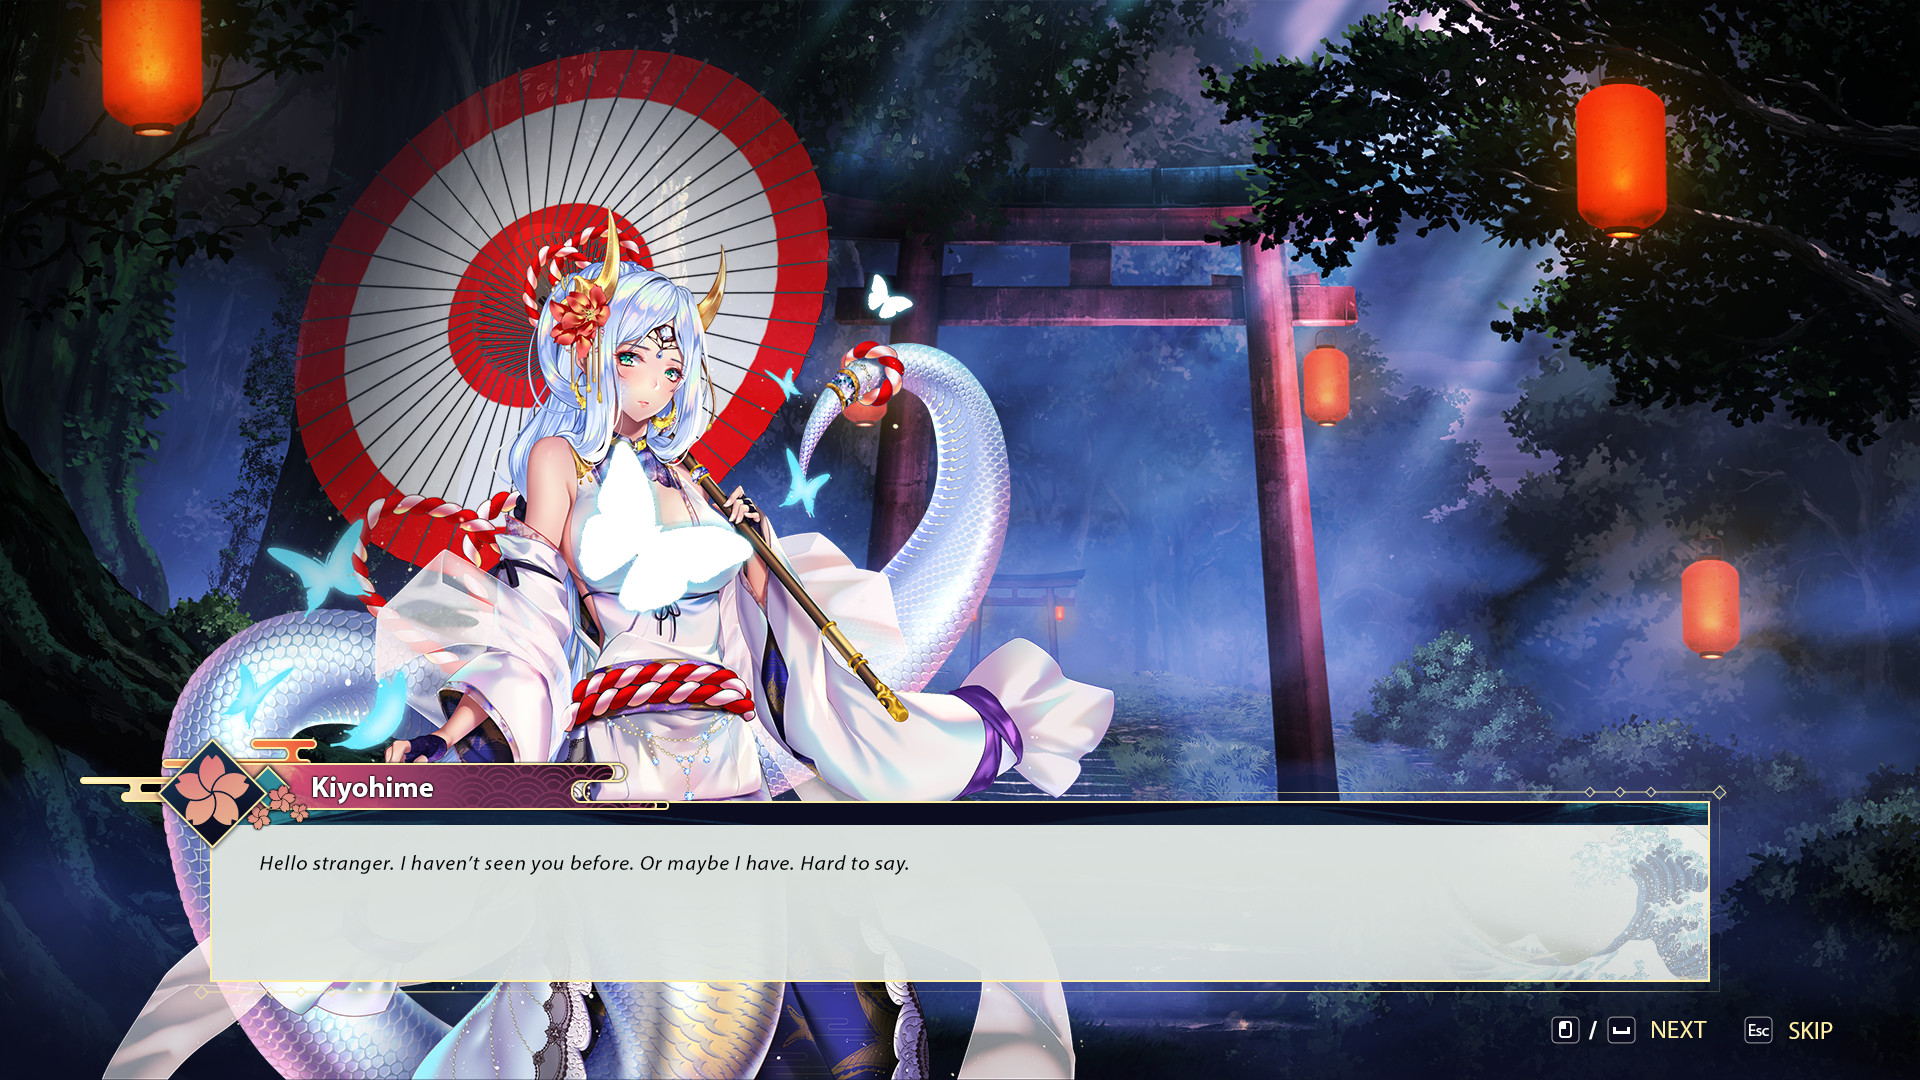 Kiyohime
Hello stranger. I haven't seen you before. Or maybe I have. Hard to say.
/ NEXT Esc SKIP